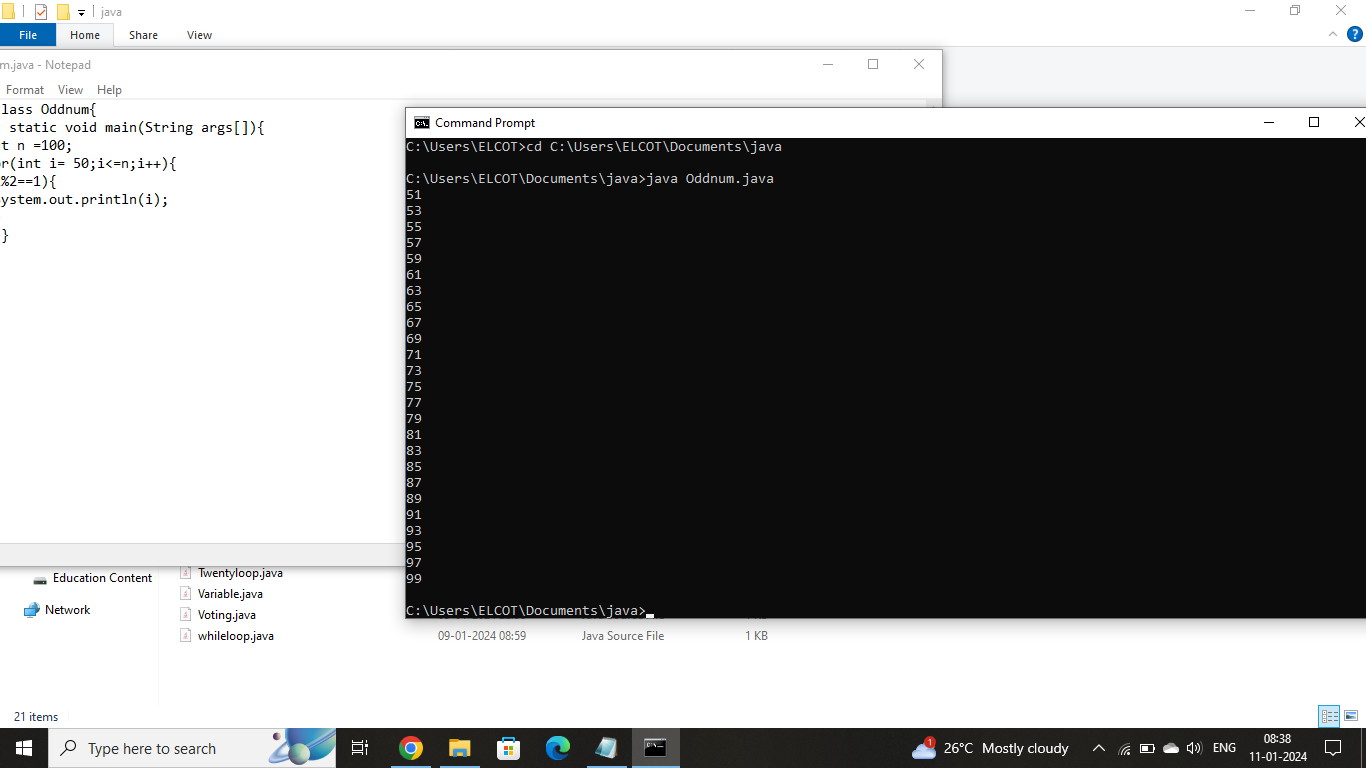 java
File Home Share View
m.java - Notepad
Format View Help
lass Oddnum{
static void main(String args[]){
t n =100;
r(int i= 50;i<=n;i++){
%2==1){
ystem.out.println(i);
}
Command Prompt
C:\Users\ELCOT>cd C:\Users\ELCOT\Documents\java
C:\Users\ELCOT\Documents\java>java Oddnum.java
51
53
55
57
59
61
63
65
67
69
71
73
75
77
79
81
83
85
87
89
91
93
95
97
99
C:\Users\ELCOT\Documents\java>
Education Content
Network
Twentyloop.java
Variable.java
Voting.java
whileloop.java 09-01-2024 08:59 Java Source File 1 KB
21 items
Type here to search
1
26°C Mostly cloudy
ENG
08:38
11-01-2024